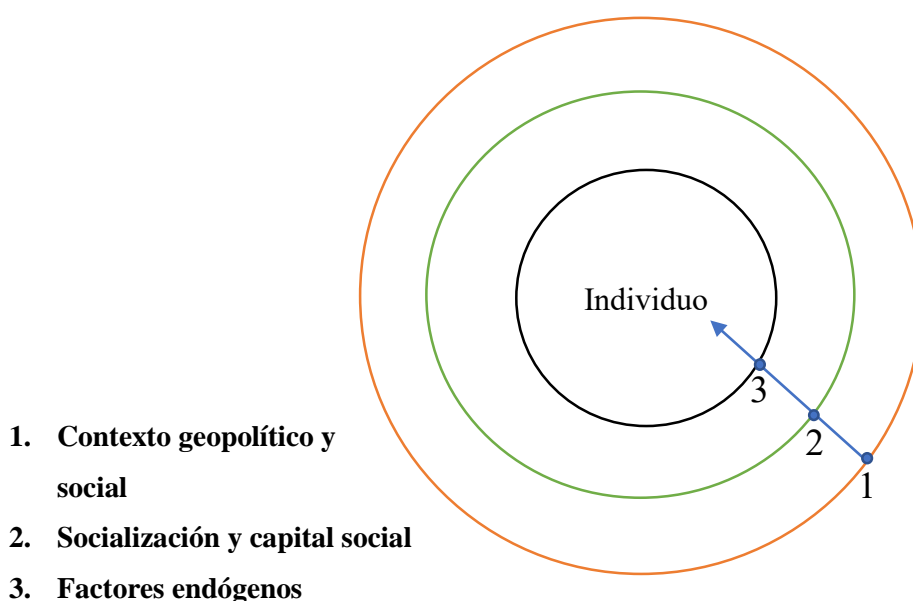 Individuo
3
2
1
1. Contexto geopolítico y
social
2. Socialización y capital social
3. Factores endógenos